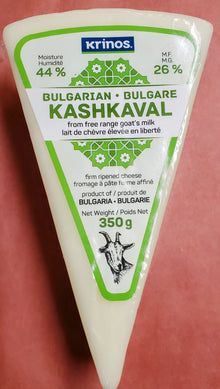 KRINOS.
Moisture
Humidité
44 %
M.F.
M.G.
26 %
BULGARIAN • BULGARE
KASHKAVAL
from free range goat's milk
lait de chèvre élevée en liberté
firm ripened cheese
fromage à pâte ferme affiné
product of / produit de
BULGARIA • BULGARIE
Net Weight / Poids Net
350 g